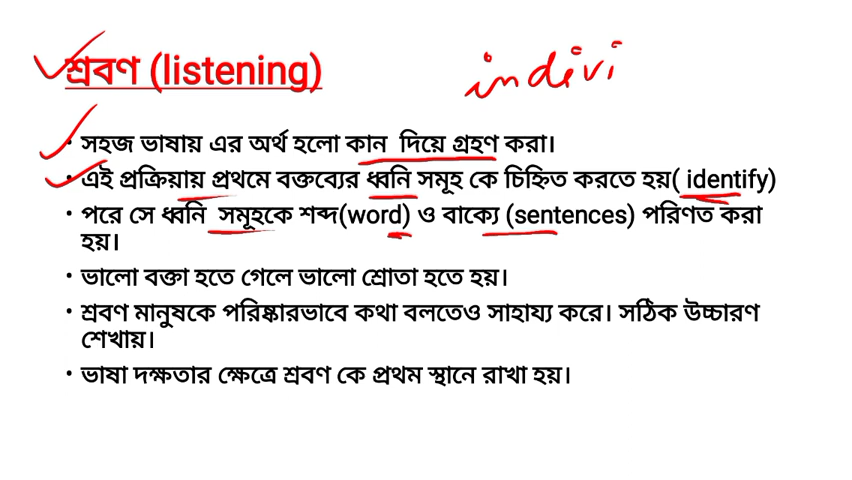 শ্রবণ (listening)
indivi
• সহজ ভাষায় এর অর্থ হলো কান দিয়ে গ্রহণ করা।
• এই প্রক্রিয়ায় প্রথমে বক্তব্যের ধ্বনি সমূহ কে চিহ্নিত করতে হয়( identify)
• পরে সে ধ্বনি সমূহকে শব্দ(word) ও বাক্যে (sentences) পরিণত করা
হয়।
• ভালো বক্তা হতে গেলে ভালো শ্রোতা হতে হয়।
• শ্রবণ মানুষকে পরিষ্কারভাবে কথা বলতেও সাহায্য করে। সঠিক উচ্চারণ
শেখায়।
• ভাষা দক্ষতার ক্ষেত্রে শ্রবণ কে প্রথম স্থানে রাখা হয়।